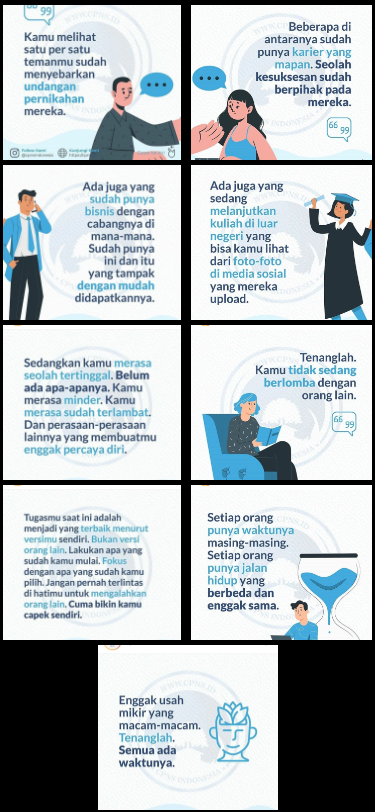 Kamu melihat
satu per satu
temanmu sudah
menyebarkan
undangan
pernikahan
mereka.
Beberapa di
antaranya sudah
punya karier yang
mapan. Seolah
kesuksesan sudah
berpihak pada
mereka.
Ada juga yang
sudah punya
bisnis dengan
cabangnya di
mana-mana.
Sudah punya
ini dan itu
yang tampak
dengan mudah
didapatkannya.
Ada juga yang
sedang
melanjutkan
kuliah di luar
negeri yang
bisa kamu lihat
dari foto-foto
di media sosial
yang mereka
upload.
Sedangkan kamu merasa
seolah tertinggal. Belum
ada apa-apanya. Kamu
merasa minder. Kamu
merasa sudah terlambat.
Dan perasaan-perasaan
lainnya yang membuatmu
enggak percaya diri.
Tenanglah.
Kamu tidak sedang
berlomba dengan
orang lain.
Tugasmu saat ini adalah
menjadi yang terbaik menurut
versimu sendiri. Bukan versi
orang lain. Lakukan apa yang
sudah kamu mulai. Fokus
dengan apa yang sudah kamu
pilih. Jangan pernah terlintas
di hatimu untuk mengalahkan
orang lain. Cuma bikin kamu
capek sendiri.
Setiap orang
punya waktunya
masing-masing.
Setiap orang
punya jalan
hidup yang
berbeda dan
enggak sama.
Enggak usah
mikir yang
macam-macam.
Tenanglah.
Semua ada
waktunya.